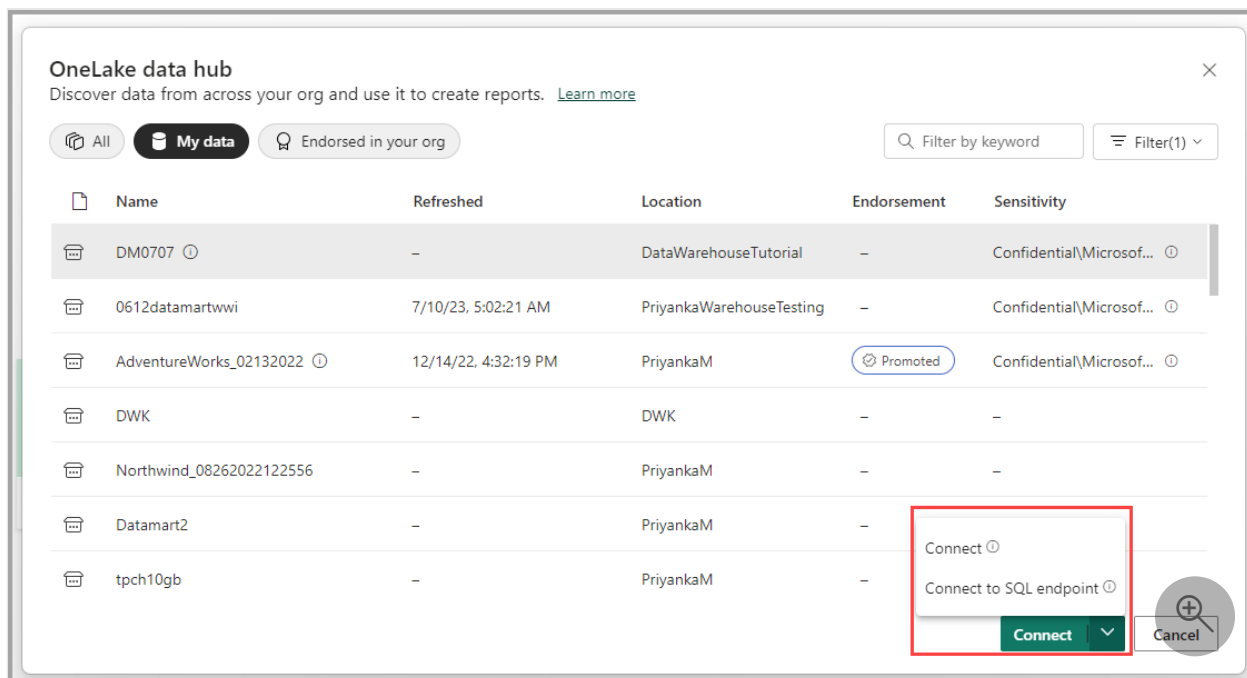 OneLake data hub
Discover data from across your org and use it to create reports. Learn more
All My data Endorsed in your org Filter by keyword Filter(1)
Name Refreshed Location Endorsement Sensitivity
DM0707 – DataWarehouseTutorial – Confidential\Microsof...
0612datamartwwi 7/10/23, 5:02:21 AM PriyankaWarehouseTesting – Confidential\Microsof...
AdventureWorks_02132022 12/14/22, 4:32:19 PM PriyankaM Promoted Confidential\Microsof...
DWK – DWK – –
Northwind_08262022122556 – PriyankaM – –
Datamart2 – PriyankaM –
Connect
tpch10gb – PriyankaM –
Connect to SQL endpoint
Connect Cancel